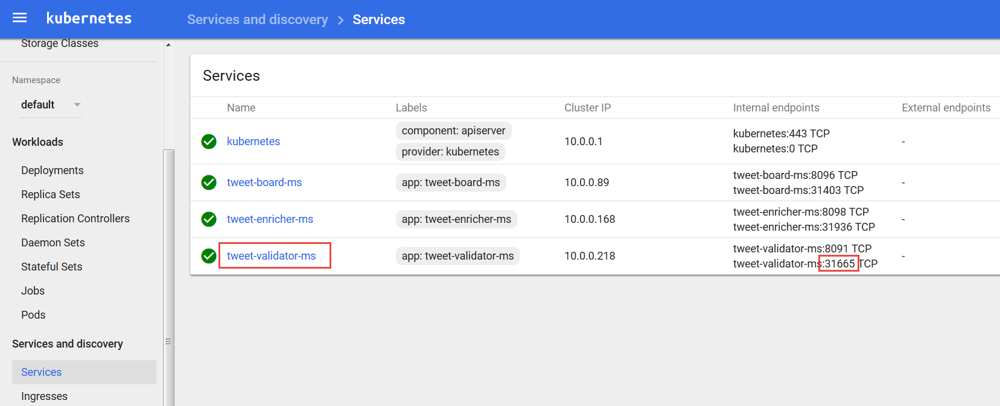 kubernetes
Services and discovery > Services
Storage Classes
Namespace
default
Workloads
Deployments
Replica Sets
Replication Controllers
Daemon Sets
Stateful Sets
Jobs
Pods
Services and discovery
Services
Ingresses
Services
Name Labels Cluster IP Internal endpoints External endpoints
kubernetes component: apiserver provider: kubernetes 10.0.0.1 kubernetes:443 TCP kubernetes:0 TCP -
tweet-board-ms app: tweet-board-ms 10.0.0.89 tweet-board-ms:8096 TCP tweet-board-ms:31403 TCP -
tweet-enricher-ms app: tweet-enricher-ms 10.0.0.168 tweet-enricher-ms:8098 TCP tweet-enricher-ms:31936 TCP -
tweet-validator-ms app: tweet-validator-ms 10.0.0.218 tweet-validator-ms:8091 TCP tweet-validator-ms:31665 TCP -